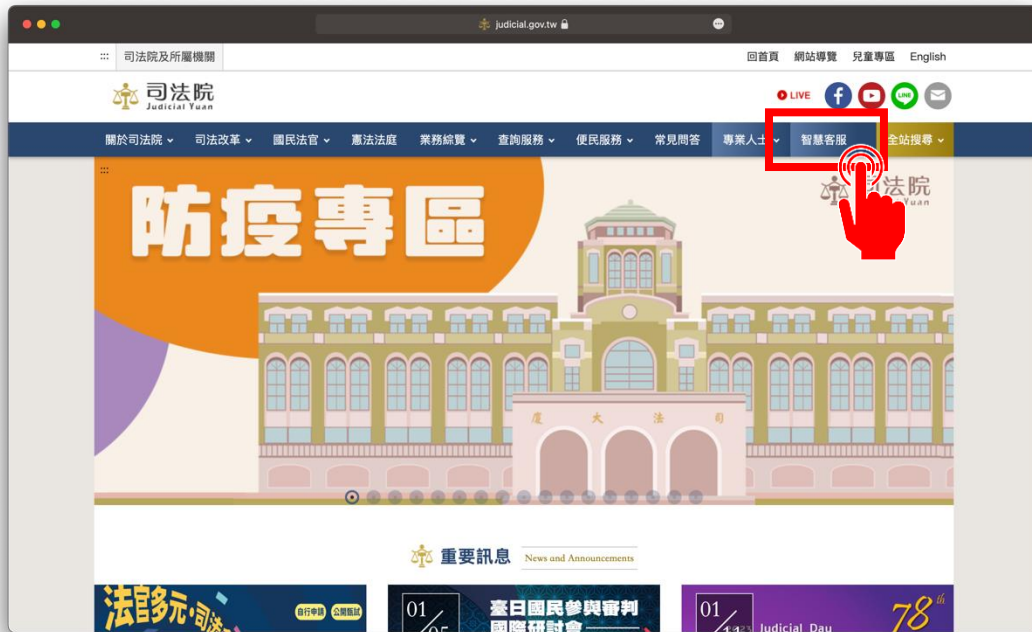 judicial.gov.tw
司法院及所屬機關
回首頁 網站導覽 兒童專區 English
司法院
Judicial Yuan
LIVE
LINE
關於司法院 司法改革 國民法官 憲法法庭 業務綜覽 查詢服務 便民服務 常見問答 專業人士 智慧客服 全站搜尋
防疫專區
法院
Yuan
廈大法司
重要訊息 News and Announcements
法官多元・司法
自行申請 公開甄試
01
05
臺日國民參與審判
國際研討會
01
11
2023 Judicial Day
78th